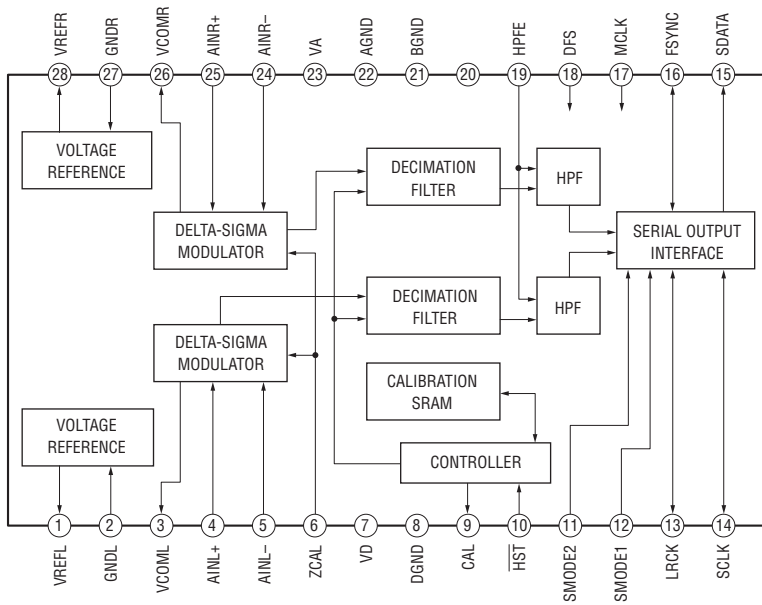 VREFR
GNDR
VCOMR
AINR+
AINR–
VA
AGND
BGND
HPFE
DFS
MCLK
FSYNC
SDATA
28
27
26
25
24
23
22
21
20
19
18
17
16
15
VOLTAGE
REFERENCE
DECIMATION
FILTER
HPF
DELTA-SIGMA
MODULATOR
SERIAL OUTPUT
INTERFACE
DECIMATION
FILTER
HPF
DELTA-SIGMA
MODULATOR
CALIBRATION
SRAM
VOLTAGE
REFERENCE
CONTROLLER
1
2
3
4
5
6
7
8
9
10
11
12
13
14
VREFL
GNDL
VCOML
AINL+
AINL–
ZCAL
VD
DGND
CAL
HST
SMODE2
SMODE1
LRCK
SCLK